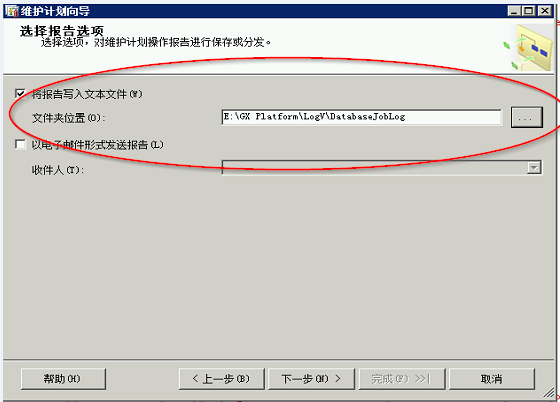 维护计划向导
选择报告选项
选择选项，对维护计划操作报告进行保存或分发。
将报告写入文本文件(W)
文件夹位置(O):
E:\GX Platform\LogV\DatabaseJobLog
...
以电子邮件形式发送报告(L)
收件人(T):
帮助(H)
< 上一步(B)
下一步(N) >
完成(F) >>|
取消